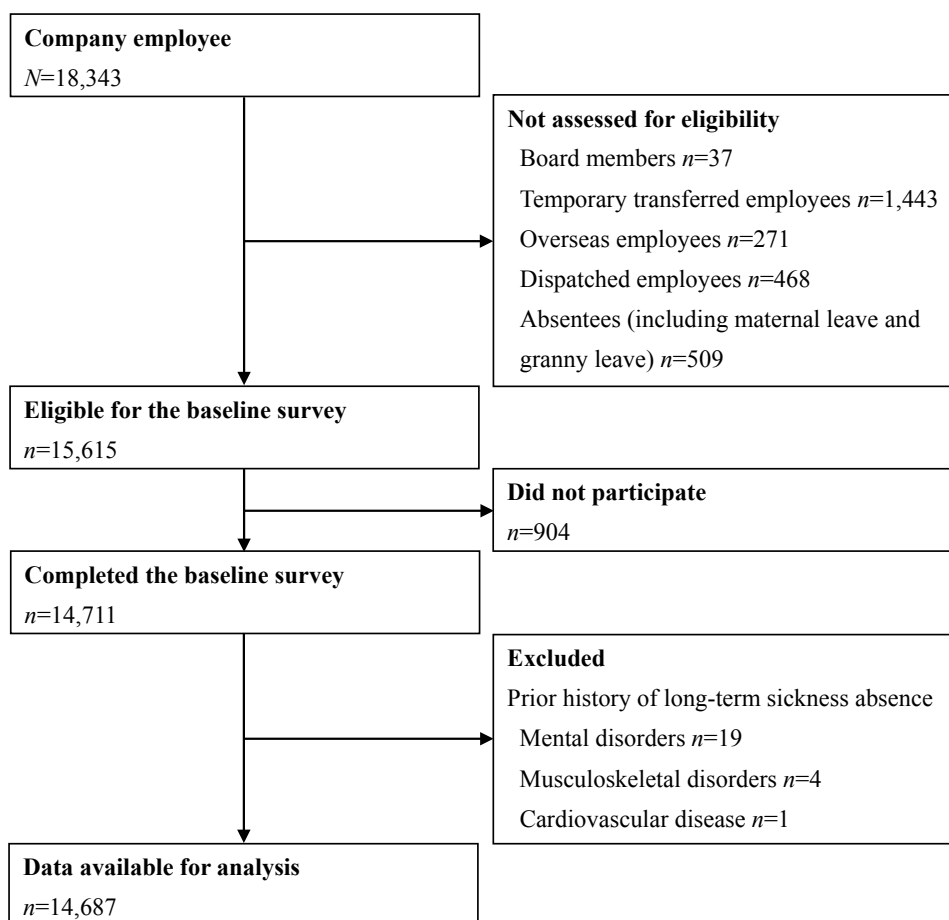 Company employee
N=18,343
Not assessed for eligibility
Board members n=37
Temporary transferred employees n=1,443
Overseas employees n=271
Dispatched employees n=468
Absentees (including maternal leave and
granny leave) n=509
Eligible for the baseline survey
n=15,615
Did not participate
n=904
Completed the baseline survey
n=14,711
Excluded
Prior history of long-term sickness absence
Mental disorders n=19
Musculoskeletal disorders n=4
Cardiovascular disease n=1
Data available for analysis
n=14,687